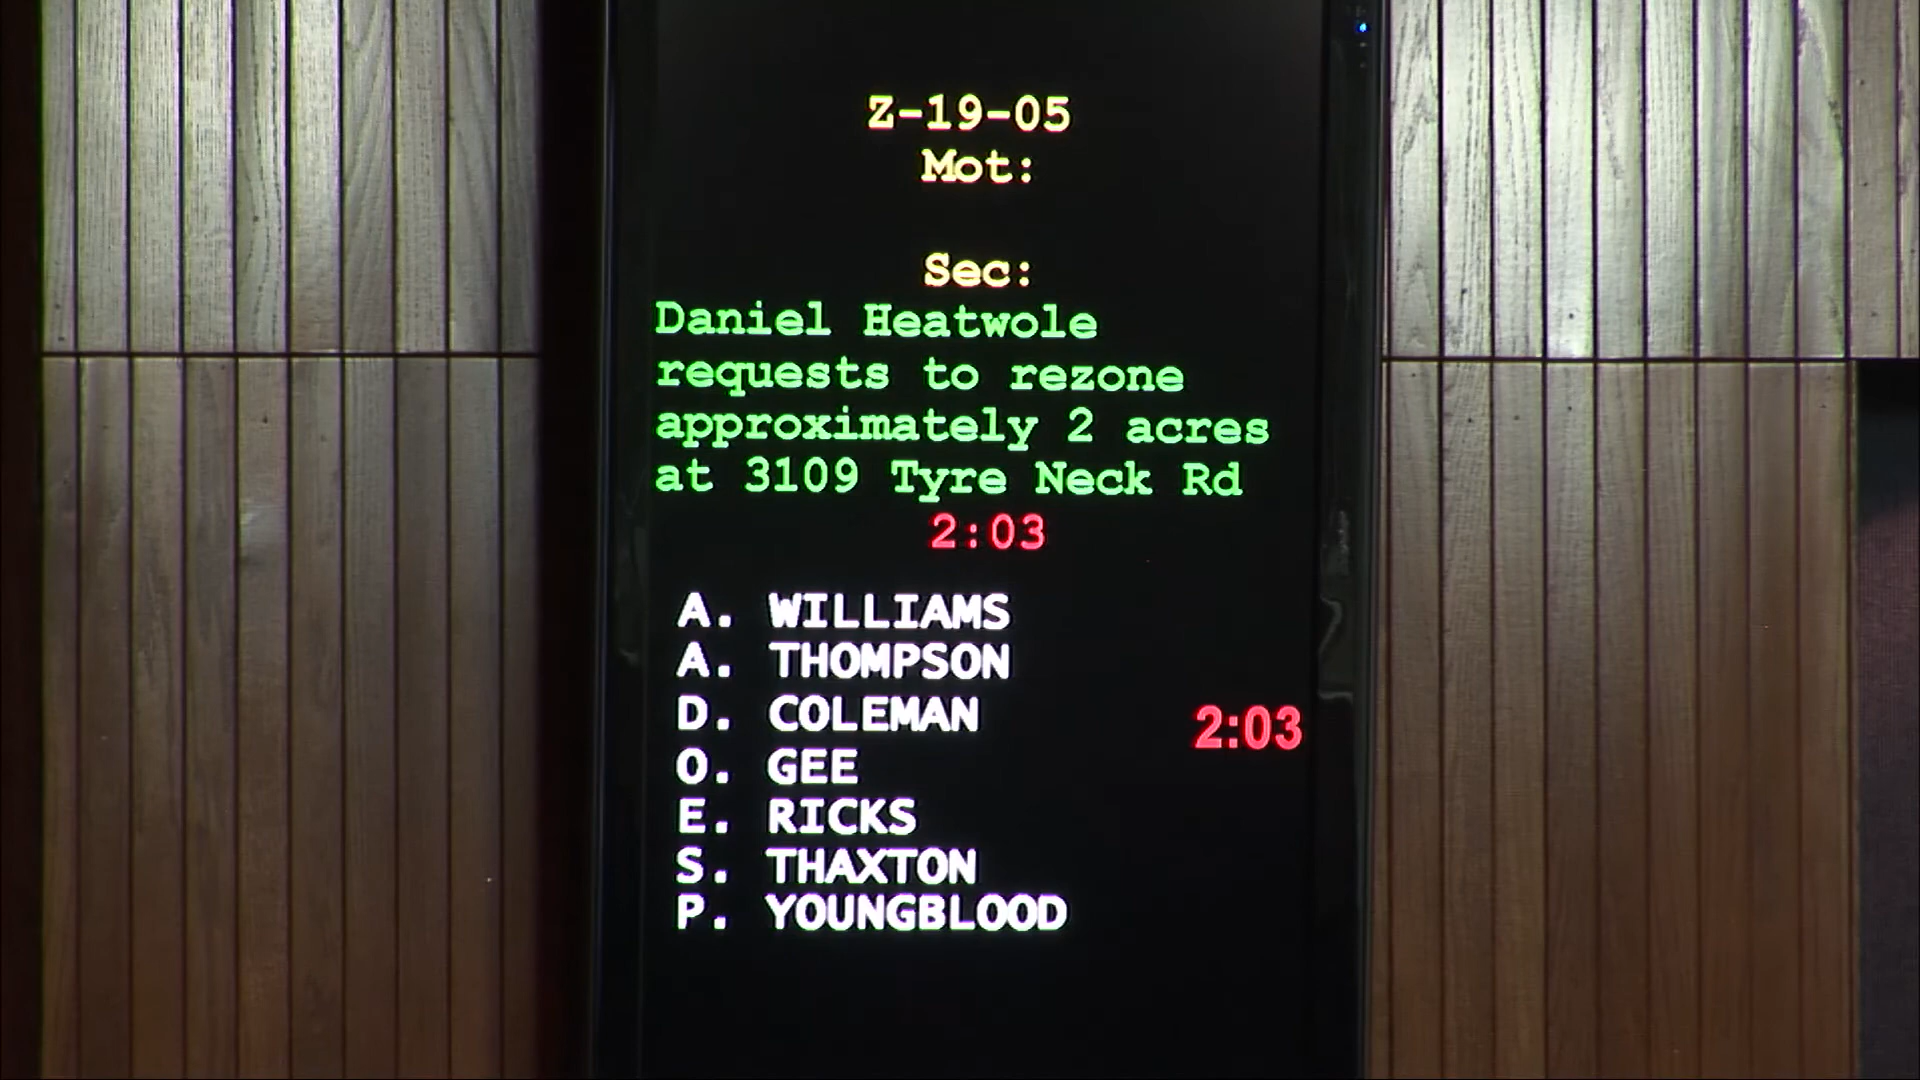 Z-19-05
Mot:
Sec:
Daniel Heatwole
requests to rezone
approximately 2 acres
at 3109 Tyre Neck Rd
2:03
A. WILLIAMS
A. THOMPSON
D. COLEMAN
2:03
O. GEE
E. RICKS
S. THAXTON
P. YOUNGBLOOD